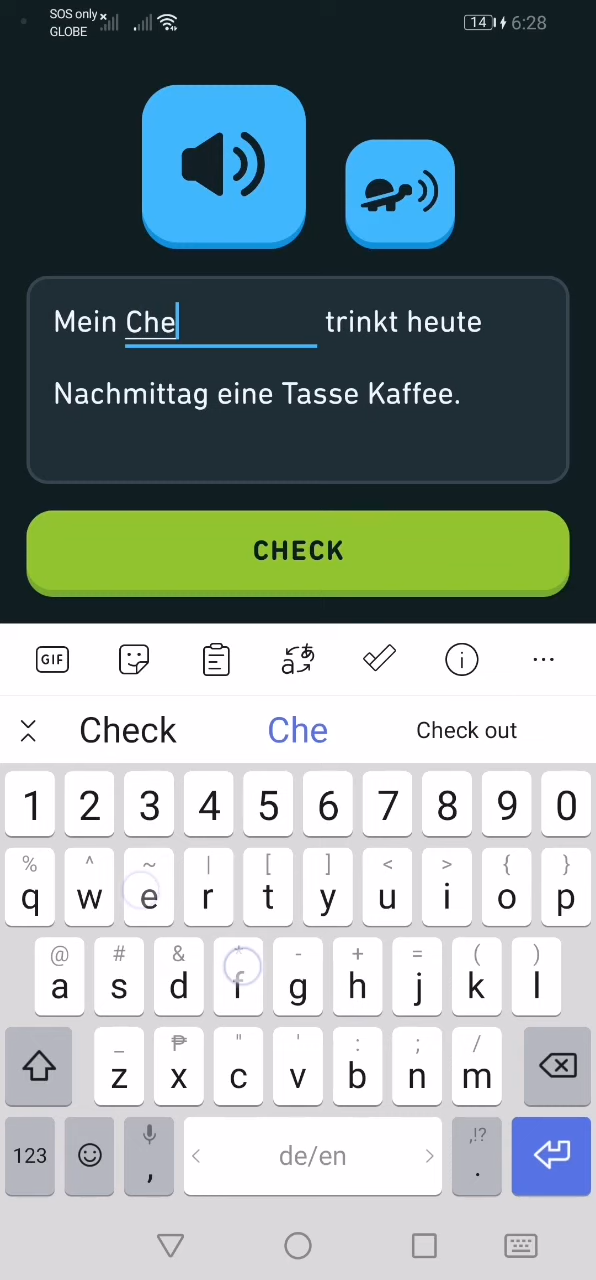 SOS only
GLOBE
14
6:28
Mein Che trinkt heute
Nachmittag eine Tasse Kaffee.
CHECK
GIF
Check Che Check out
1 2 3 4 5 6 7 8 9 0
% ^ ~ | [ ] < > { }
q w e r t y u i o p
@ # & * - + = ( )
a s d f g h j k l
_ ₱ " ' : ; /
z x c v b n m
,!?
123 , < de/en > .